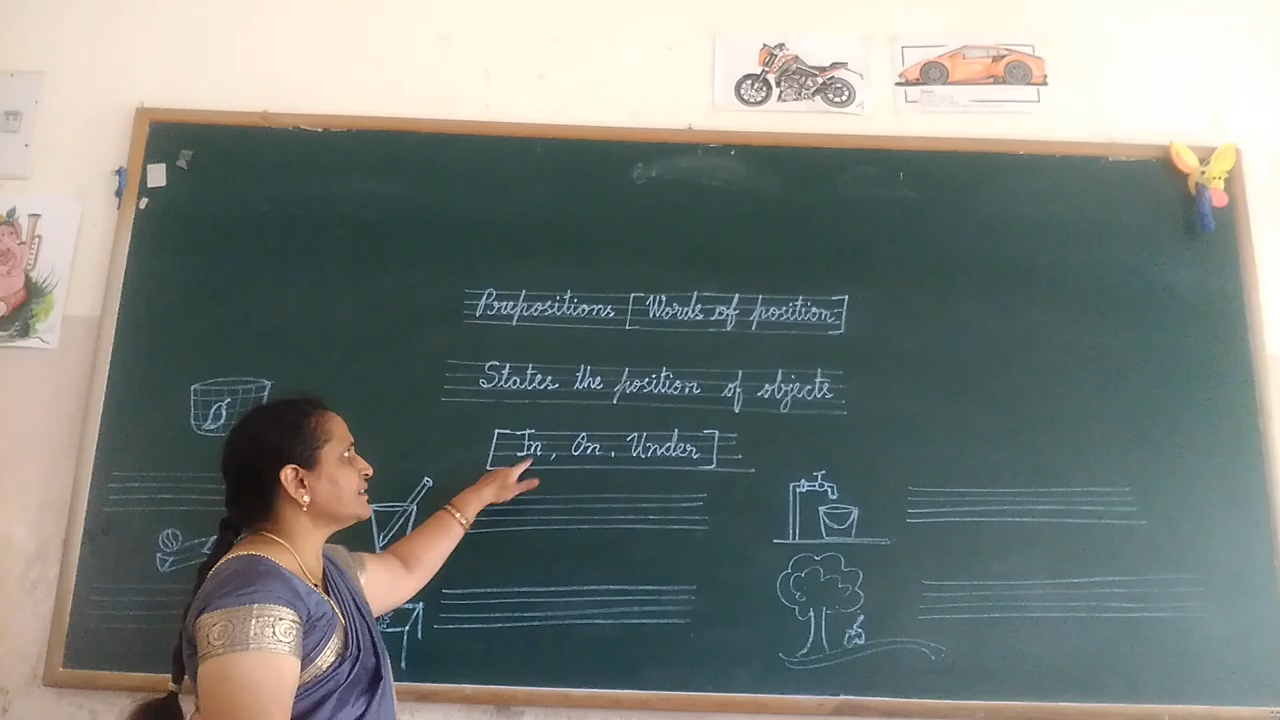 Prepositions [Words of position]
States the position of objects
[In, On, Under]